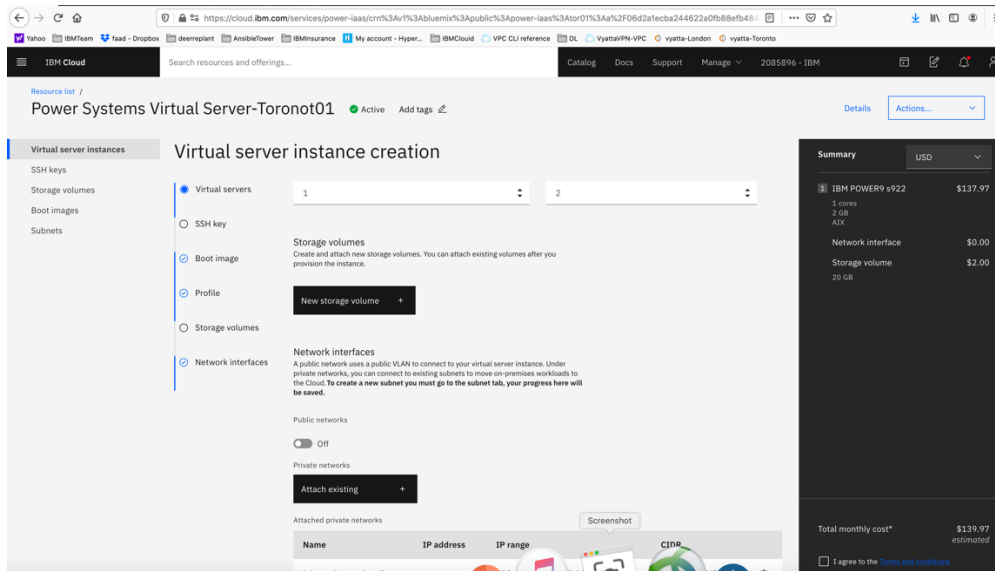 https://cloud.ibm.com/services/power-iaas/crn%3Av1%3Abluemix%3Apublic%3Apower-iaas%3Ator01%3Aa%2F06d2a1ecba244622a0fb88efb484
Yahoo IBMTeam faad - Dropbox deerreplant AnsibleTower IBMInsurance My account - Hyper... IBMClouid VPC CLI reference DL VyattaVPN-VPC vyatta-London vyatta-Toronto
IBM Cloud
Search resources and offerings...
Catalog Docs Support Manage 2085896 - IBM
Resource list /
Power Systems Virtual Server-Toronot01
Active
Add tags
Details
Actions...
Virtual server instances
SSH keys
Storage volumes
Boot images
Subnets
Virtual server instance creation
Virtual servers
SSH key
Boot image
Profile
Storage volumes
Network interfaces
1
2
Storage volumes
Create and attach new storage volumes. You can attach existing volumes after you
provision the instance.
New storage volume +
Network interfaces
A public network uses a public VLAN to connect to your virtual server instance. Under
private networks, you can connect to existing subnets to move on-premises workloads to
the Cloud. To create a new subnet you must go to the subnet tab, your progress here will
be saved.
Public networks
Off
Private networks
Attach existing +
Attached private networks
Screenshot
Name IP address IP range CIDR
Summary
USD
1 IBM POWER9 s922 $137.97
1 cores
2 GB
AIX
Network interface $0.00
Storage volume $2.00
20 GB
Total monthly cost* $139.97
estimated
I agree to the Terms and conditions